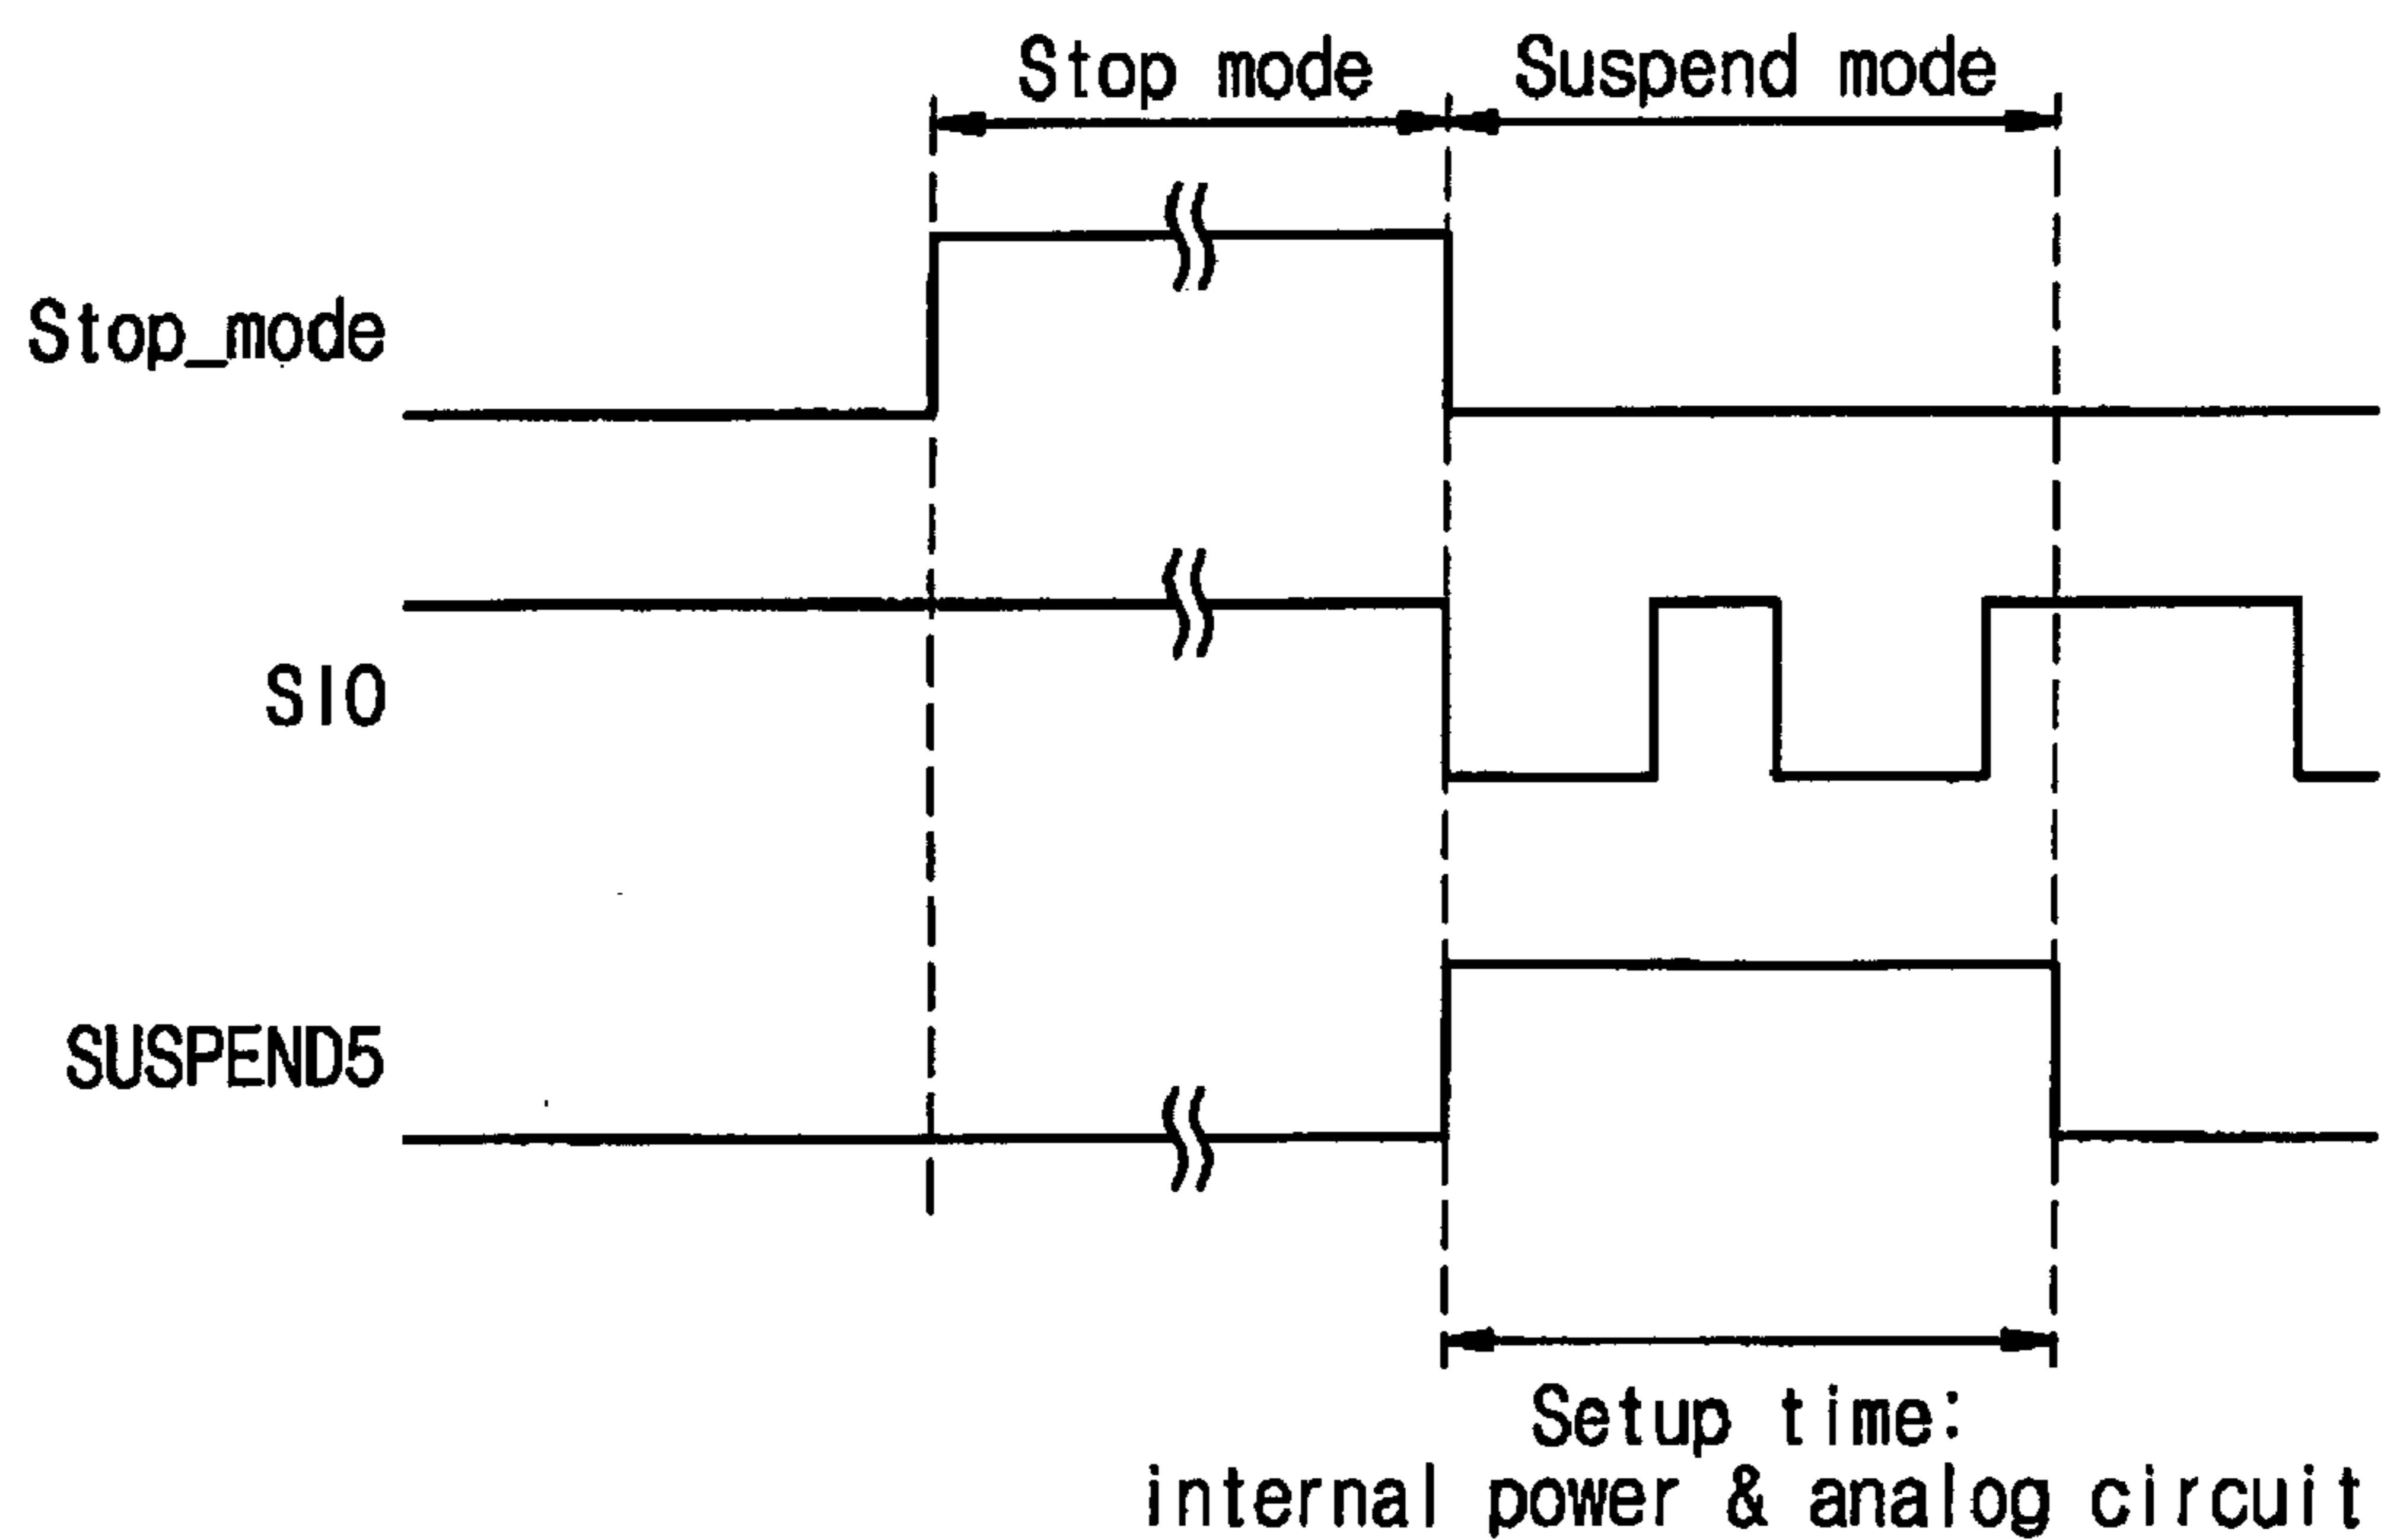 Stop mode
Suspend mode
Stop_mode
SIO
SUSPEND5
Setup time:
internal power & analog circuit